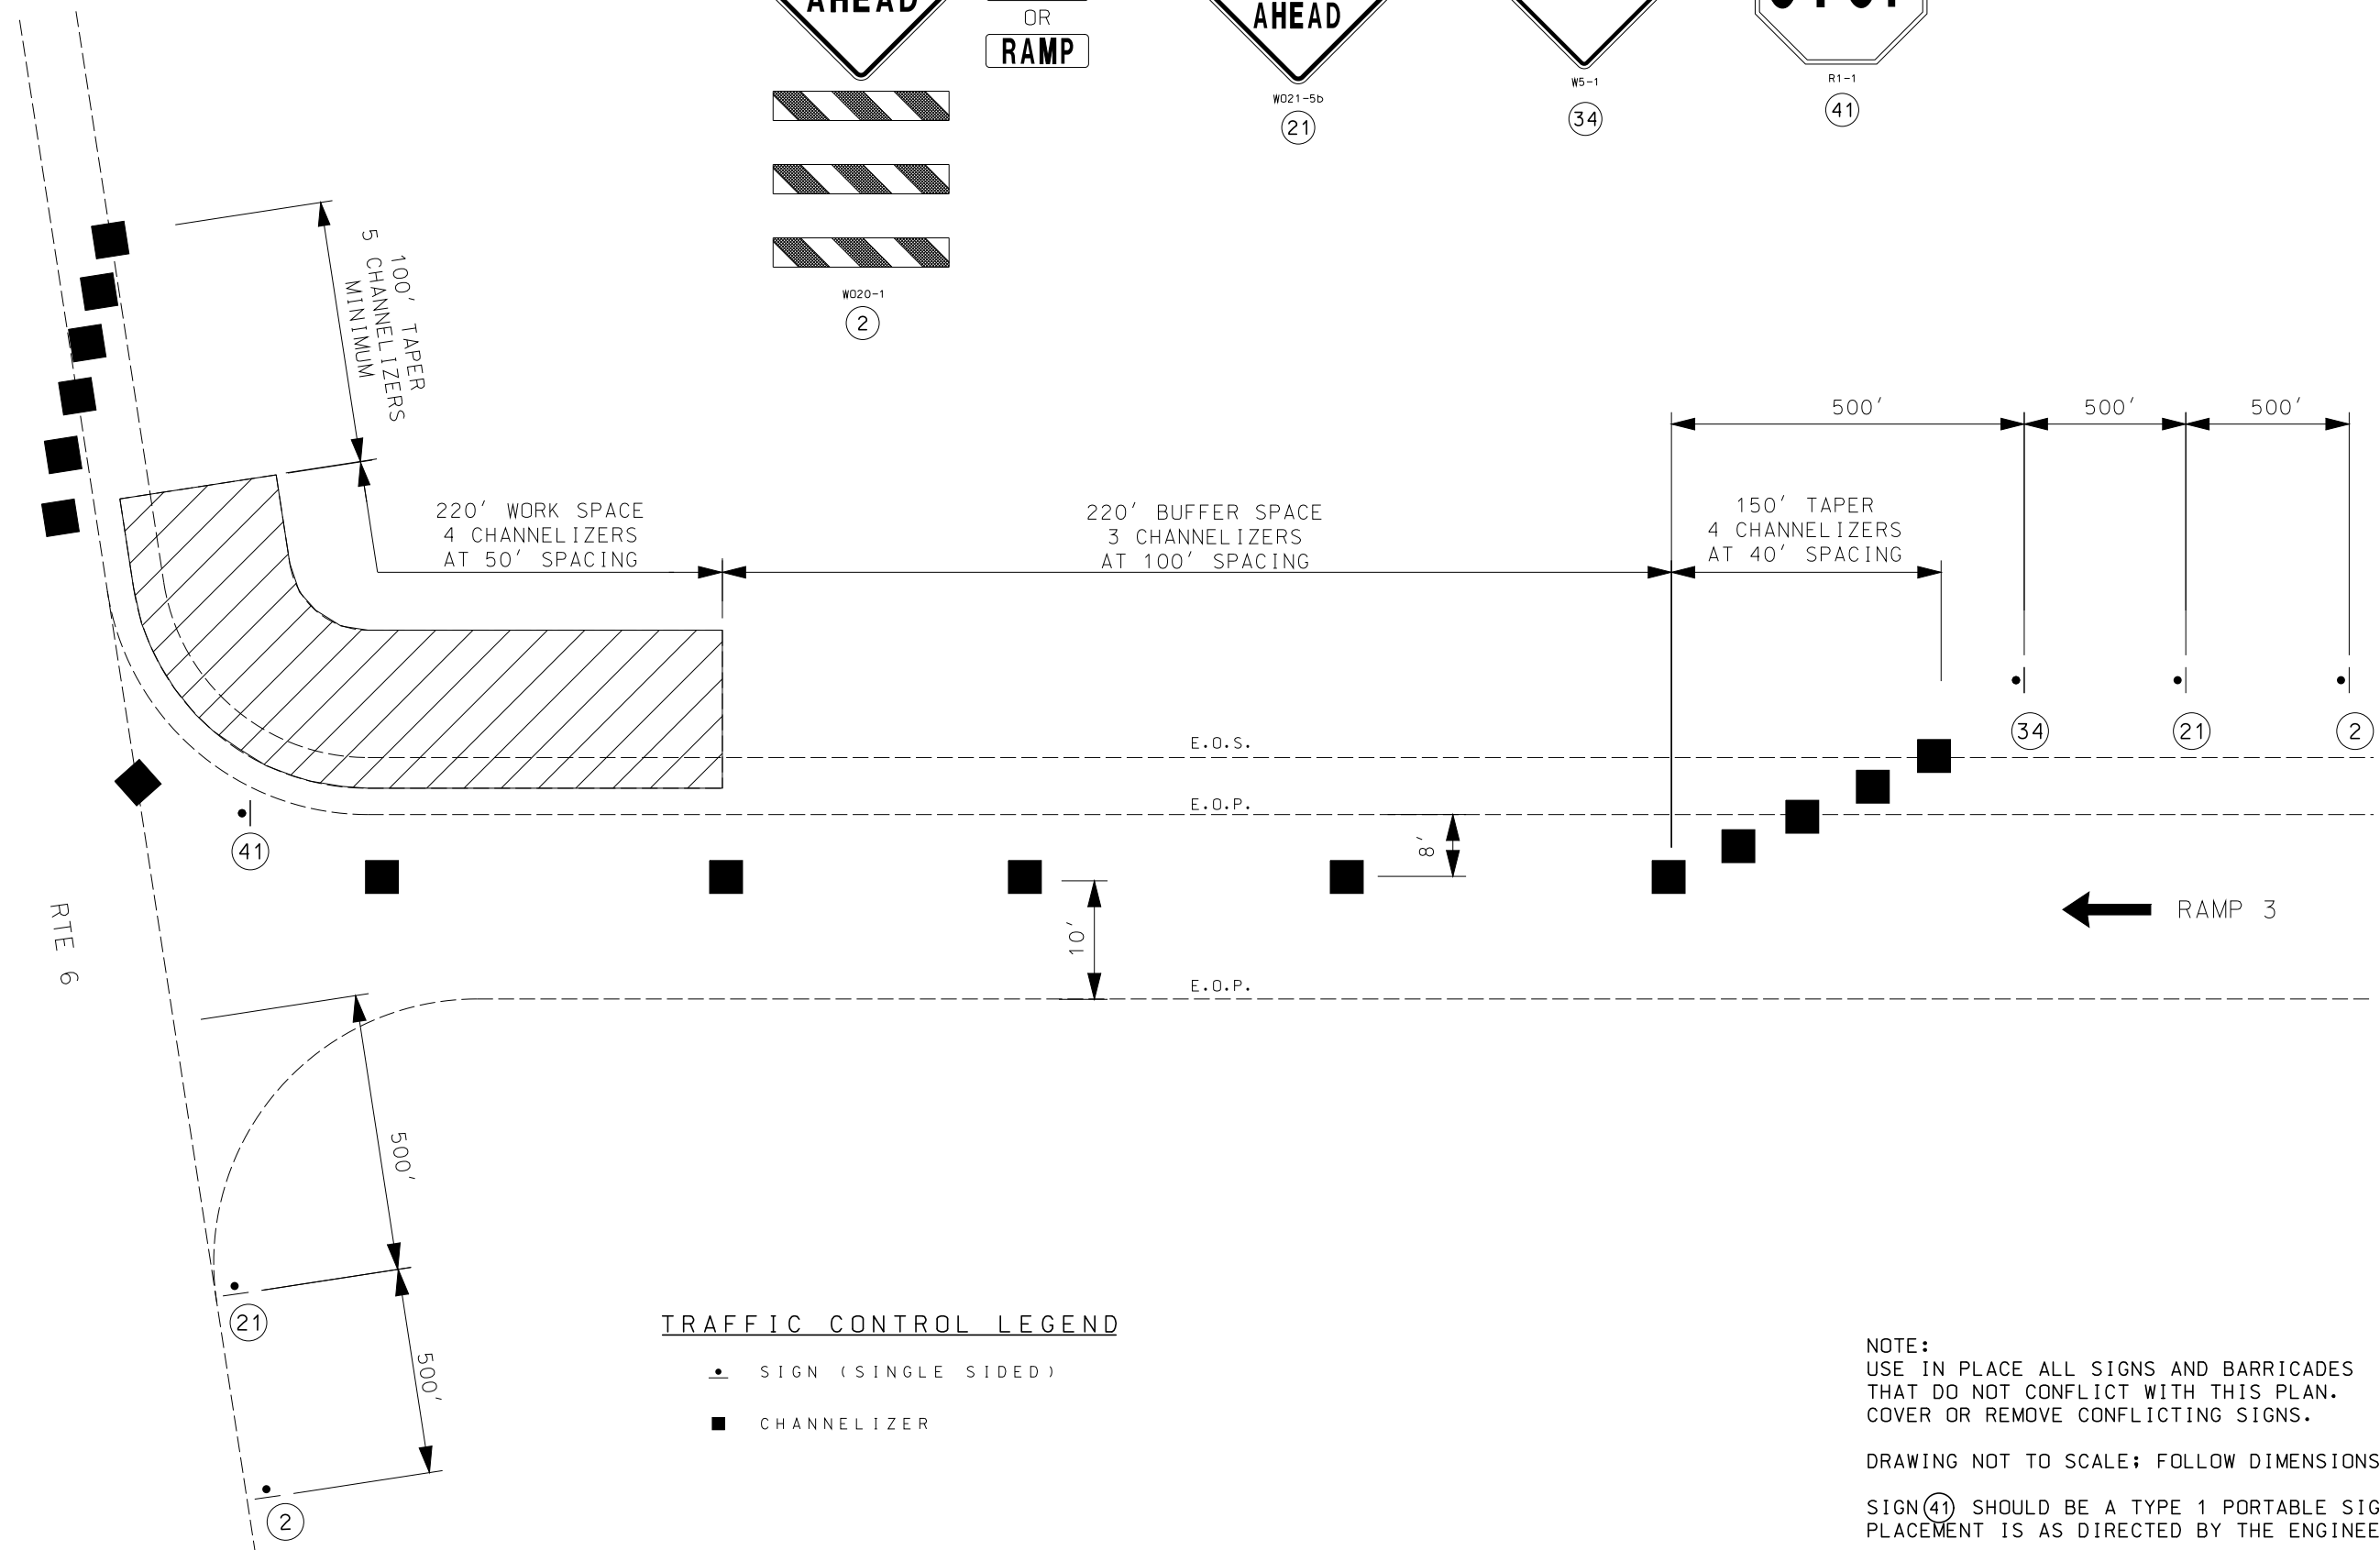 AHEAD
OR
RAMP
W020-1
2
AHEAD
W021-5b
21
W5-1
34
R1-1
41
100' TAPER
5 CHANNELIZERS
MINIMUM
220' WORK SPACE
4 CHANNELIZERS
AT 50' SPACING
220' BUFFER SPACE
3 CHANNELIZERS
AT 100' SPACING
150' TAPER
4 CHANNELIZERS
AT 40' SPACING
500'
500'
500'
34
21
2
E.O.S.
E.O.P.
8'
41
10'
RAMP 3
RTE 6
E.O.P.
500'
21
500'
2
TRAFFIC CONTROL LEGEND
SIGN (SINGLE SIDED)
CHANNELIZER
NOTE:
USE IN PLACE ALL SIGNS AND BARRICADES
THAT DO NOT CONFLICT WITH THIS PLAN.
COVER OR REMOVE CONFLICTING SIGNS.
DRAWING NOT TO SCALE; FOLLOW DIMENSIONS
SIGN 41 SHOULD BE A TYPE 1 PORTABLE SIG
PLACEMENT IS AS DIRECTED BY THE ENGINEE